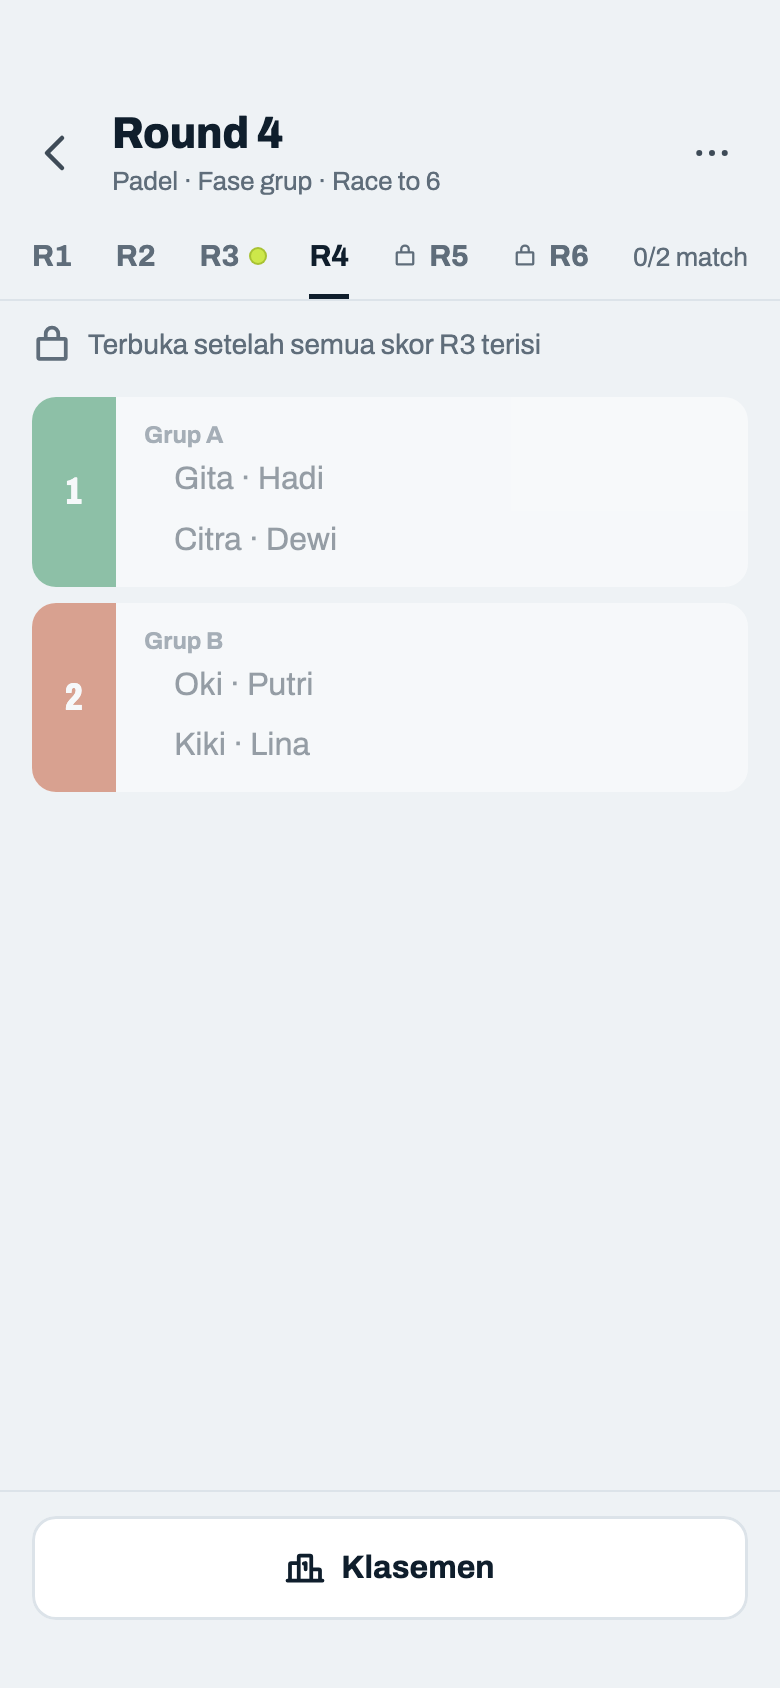 Round 4
Padel · Fase grup · Race to 6
R1 R2 R3 R4 R5 R6 0/2 match
Terbuka setelah semua skor R3 terisi
1
Grup A
Gita · Hadi
Citra · Dewi
2
Grup B
Oki · Putri
Kiki · Lina
Klasemen